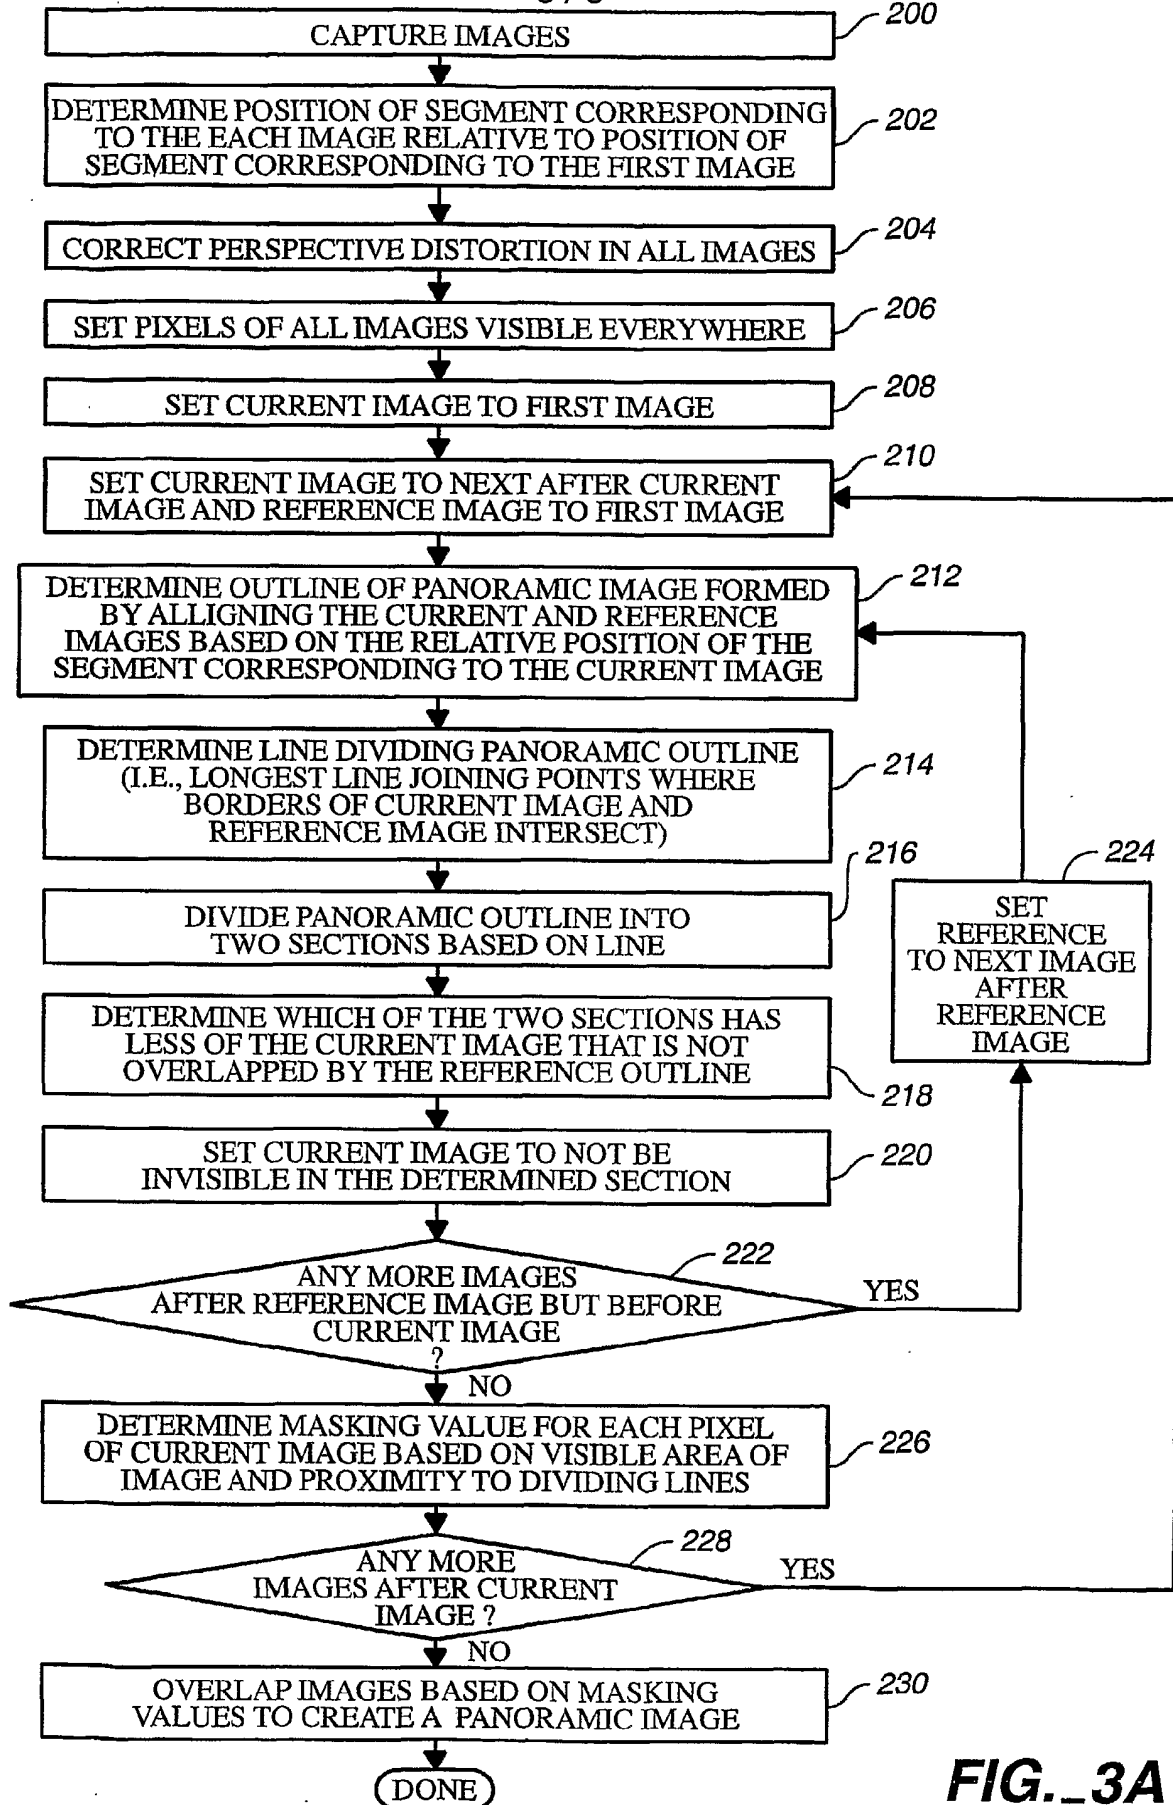 200
CAPTURE IMAGES
DETERMINE POSITION OF SEGMENT CORRESPONDING
TO THE EACH IMAGE RELATIVE TO POSITION OF
SEGMENT CORRESPONDING TO THE FIRST IMAGE
202
CORRECT PERSPECTIVE DISTORTION IN ALL IMAGES
204
SET PIXELS OF ALL IMAGES VISIBLE EVERYWHERE
206
SET CURRENT IMAGE TO FIRST IMAGE
208
SET CURRENT IMAGE TO NEXT AFTER CURRENT
IMAGE AND REFERENCE IMAGE TO FIRST IMAGE
210
DETERMINE OUTLINE OF PANORAMIC IMAGE FORMED
BY ALLIGNING THE CURRENT AND REFERENCE
IMAGES BASED ON THE RELATIVE POSITION OF THE
SEGMENT CORRESPONDING TO THE CURRENT IMAGE
212
DETERMINE LINE DIVIDING PANORAMIC OUTLINE
(I.E., LONGEST LINE JOINING POINTS WHERE
BORDERS OF CURRENT IMAGE AND
REFERENCE IMAGE INTERSECT)
214
DIVIDE PANORAMIC OUTLINE INTO
TWO SECTIONS BASED ON LINE
216
224
SET
REFERENCE
TO NEXT IMAGE
AFTER
REFERENCE
IMAGE
DETERMINE WHICH OF THE TWO SECTIONS HAS
LESS OF THE CURRENT IMAGE THAT IS NOT
OVERLAPPED BY THE REFERENCE OUTLINE
218
SET CURRENT IMAGE TO NOT BE
INVISIBLE IN THE DETERMINED SECTION
220
222
ANY MORE IMAGES
AFTER REFERENCE IMAGE BUT BEFORE
CURRENT IMAGE
?
YES
NO
DETERMINE MASKING VALUE FOR EACH PIXEL
OF CURRENT IMAGE BASED ON VISIBLE AREA OF
IMAGE AND PROXIMITY TO DIVIDING LINES
226
228
ANY MORE
IMAGES AFTER CURRENT
IMAGE ?
YES
NO
OVERLAP IMAGES BASED ON MASKING
VALUES TO CREATE A PANORAMIC IMAGE
230
DONE
FIG._3A